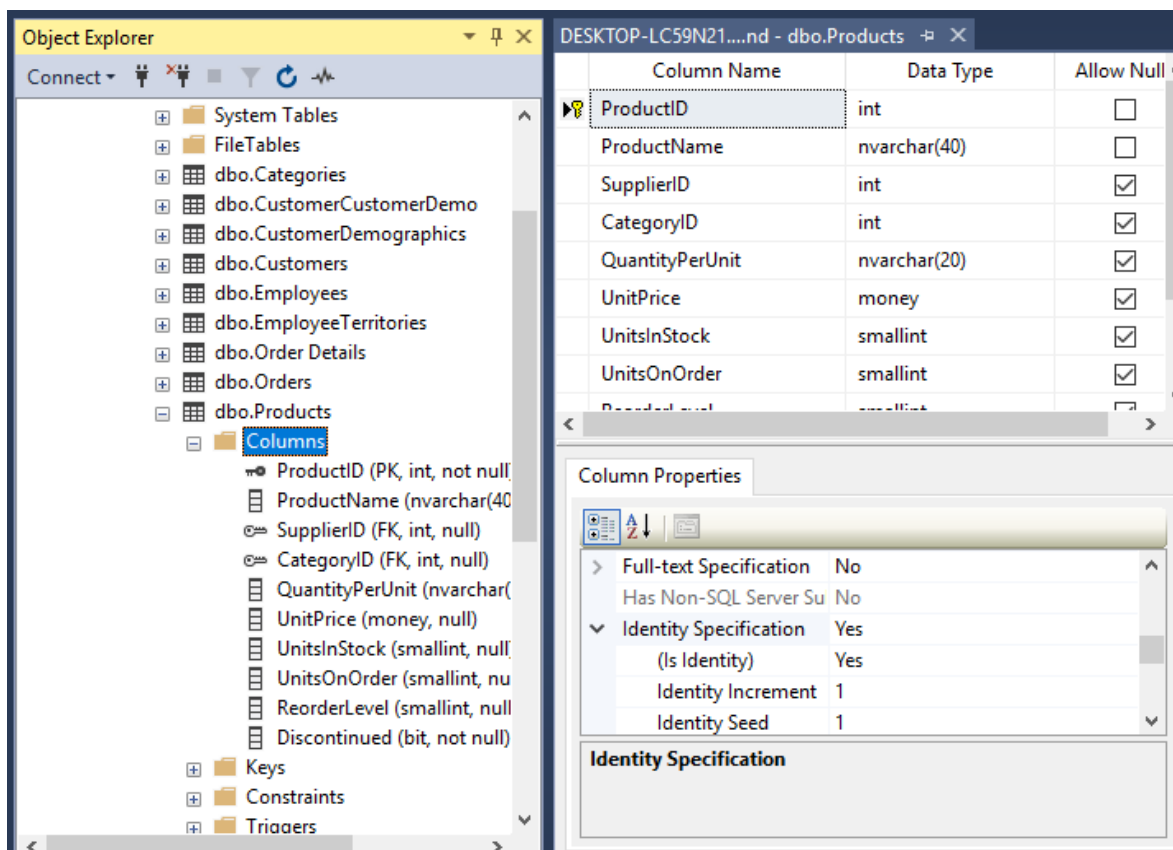 Object Explorer
Connect
System Tables
FileTables
dbo.Categories
dbo.CustomerCustomerDemo
dbo.CustomerDemographics
dbo.Customers
dbo.Employees
dbo.EmployeeTerritories
dbo.Order Details
dbo.Orders
dbo.Products
Columns
ProductID (PK, int, not null)
ProductName (nvarchar(40
SupplierID (FK, int, null)
CategoryID (FK, int, null)
QuantityPerUnit (nvarchar(
UnitPrice (money, null)
UnitsInStock (smallint, null)
UnitsOnOrder (smallint, nu
ReorderLevel (smallint, null
Discontinued (bit, not null)
Keys
Constraints
Triggers
DESKTOP-LC59N21....nd - dbo.Products
Column Name Data Type Allow Null
ProductID int
ProductName nvarchar(40)
SupplierID int
CategoryID int
QuantityPerUnit nvarchar(20)
UnitPrice money
UnitsInStock smallint
UnitsOnOrder smallint
ReorderLevel smallint
Column Properties
Full-text Specification No
Has Non-SQL Server Su No
Identity Specification Yes
(Is Identity) Yes
Identity Increment 1
Identity Seed 1
Identity Specification